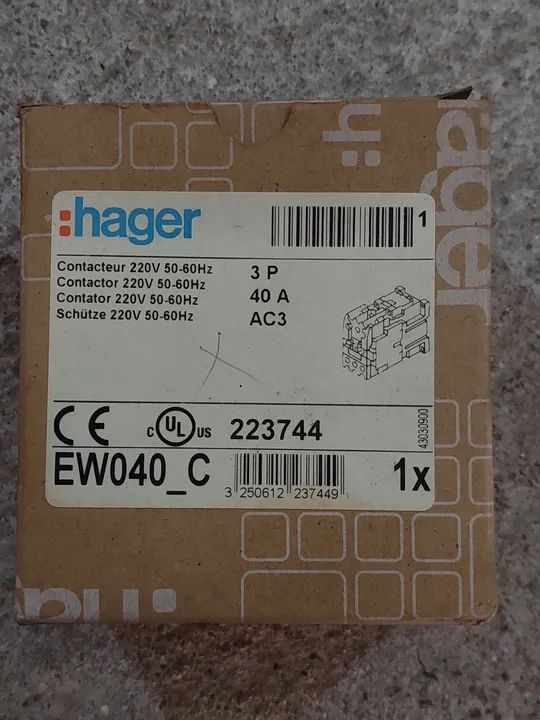 hager
hager
1
Contacteur 220V 50-60Hz
Contactor 220V 50-60Hz
Contator 220V 50-60Hz
Schütze 220V 50-60Hz
3 P
40 A
AC3
CE
C UL US
223744
43030900
EW040_C
3 250612 237449
1x